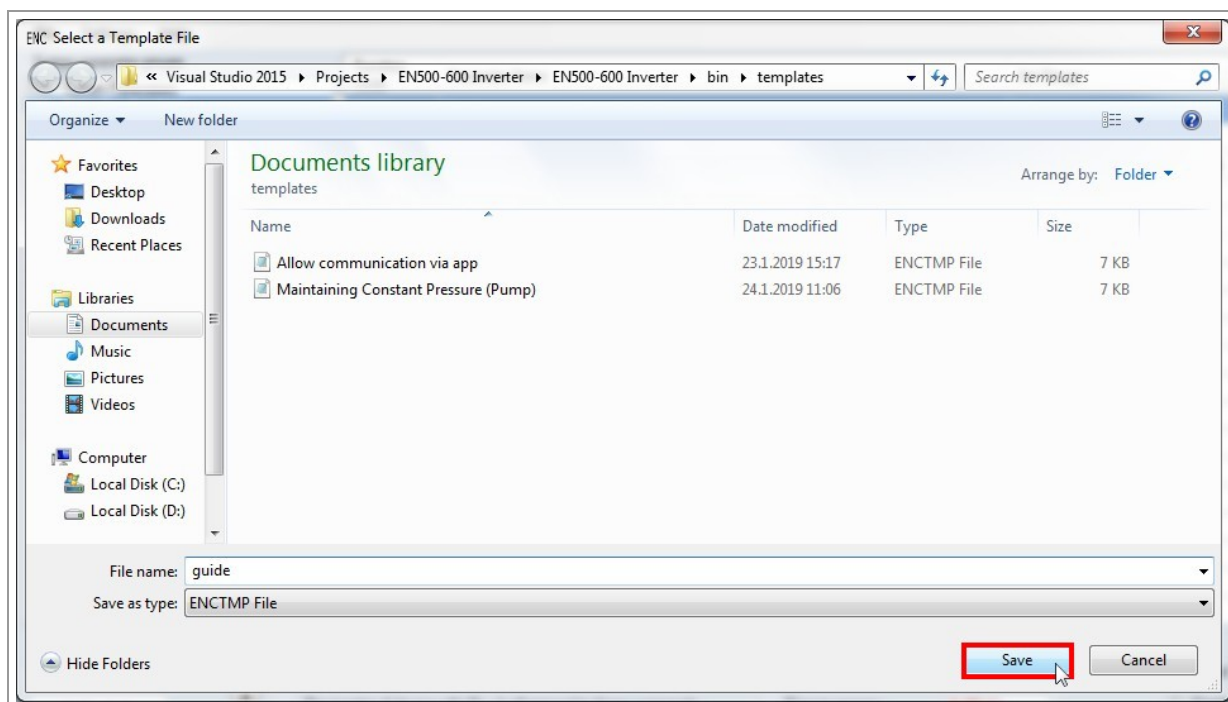 ENC Select a Template File
« Visual Studio 2015 ▸ Projects ▸ EN500-600 Inverter ▸ EN500-600 Inverter ▸ bin ▸ templates
Search templates
Organize
New folder
Favorites
Desktop
Downloads
Recent Places
Libraries
Documents
Music
Pictures
Videos
Computer
Local Disk (C:)
Local Disk (D:)
Documents library
templates
Arrange by: Folder
Name Date modified Type Size
Allow communication via app 23.1.2019 15:17 ENCTMP File 7 KB
Maintaining Constant Pressure (Pump) 24.1.2019 11:06 ENCTMP File 7 KB
File name: guide
Save as type: ENCTMP File
Hide Folders
Save
Cancel